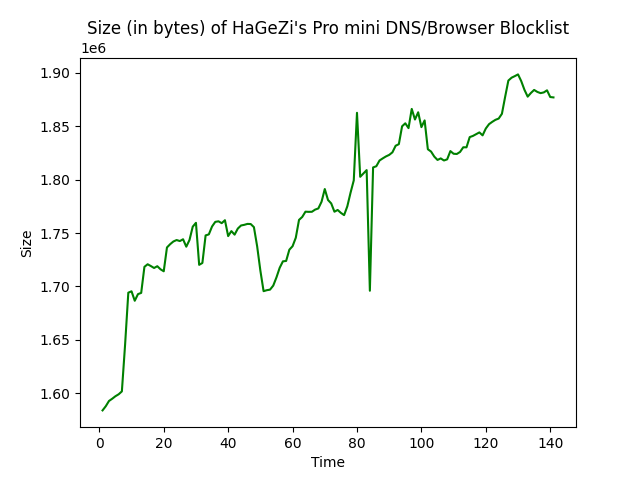 Size (in bytes) of HaGeZi's Pro mini DNS/Browser Blocklist
1e6
1.90
1.85
1.80
1.75
1.70
1.65
1.60
Size
0 20 40 60 80 100 120 140
Time